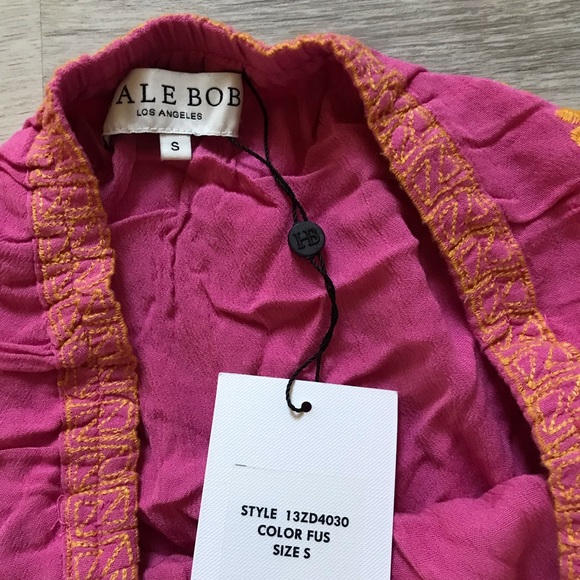 ALE BOB
LOS ANGELES
S
HB
STYLE 13ZD4030
COLOR FUS
SIZE S